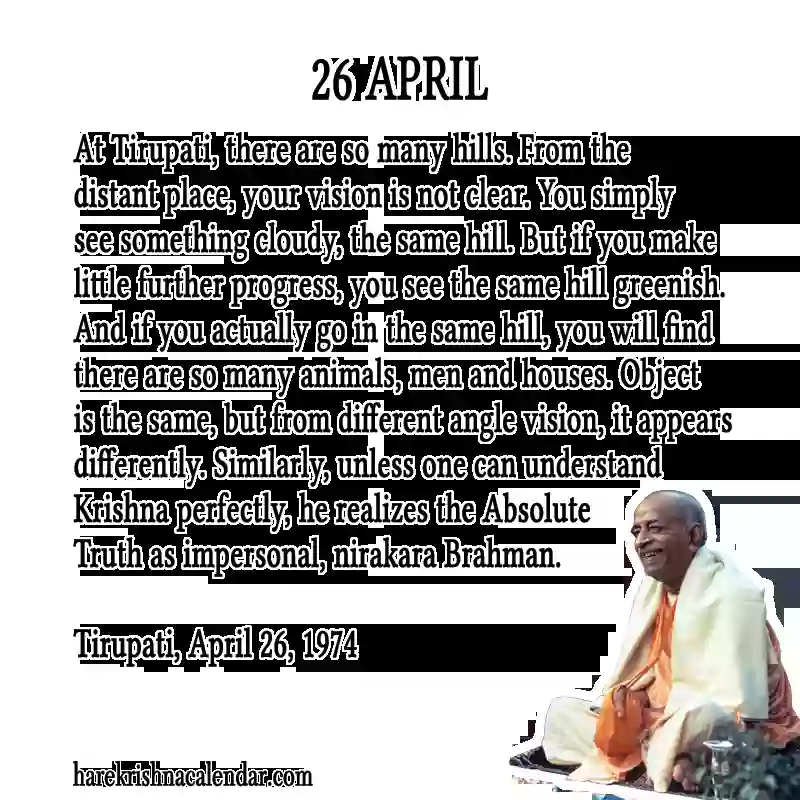 26 APRIL
At Tirupati, there are so many hills. From the
distant place, your vision is not clear. You simply
see something cloudy, the same hill. But if you make
little further progress, you see the same hill greenish.
And if you actually go in the same hill, you will find
there are so many animals, men and houses. Object
is the same, but from different angle vision, it appears
differently. Similarly, unless one can understand
Krishna perfectly, he realizes the Absolute
Truth as impersonal, nirakara Brahman.
Tirupati, April 26, 1974
harekrishnacalendar.com